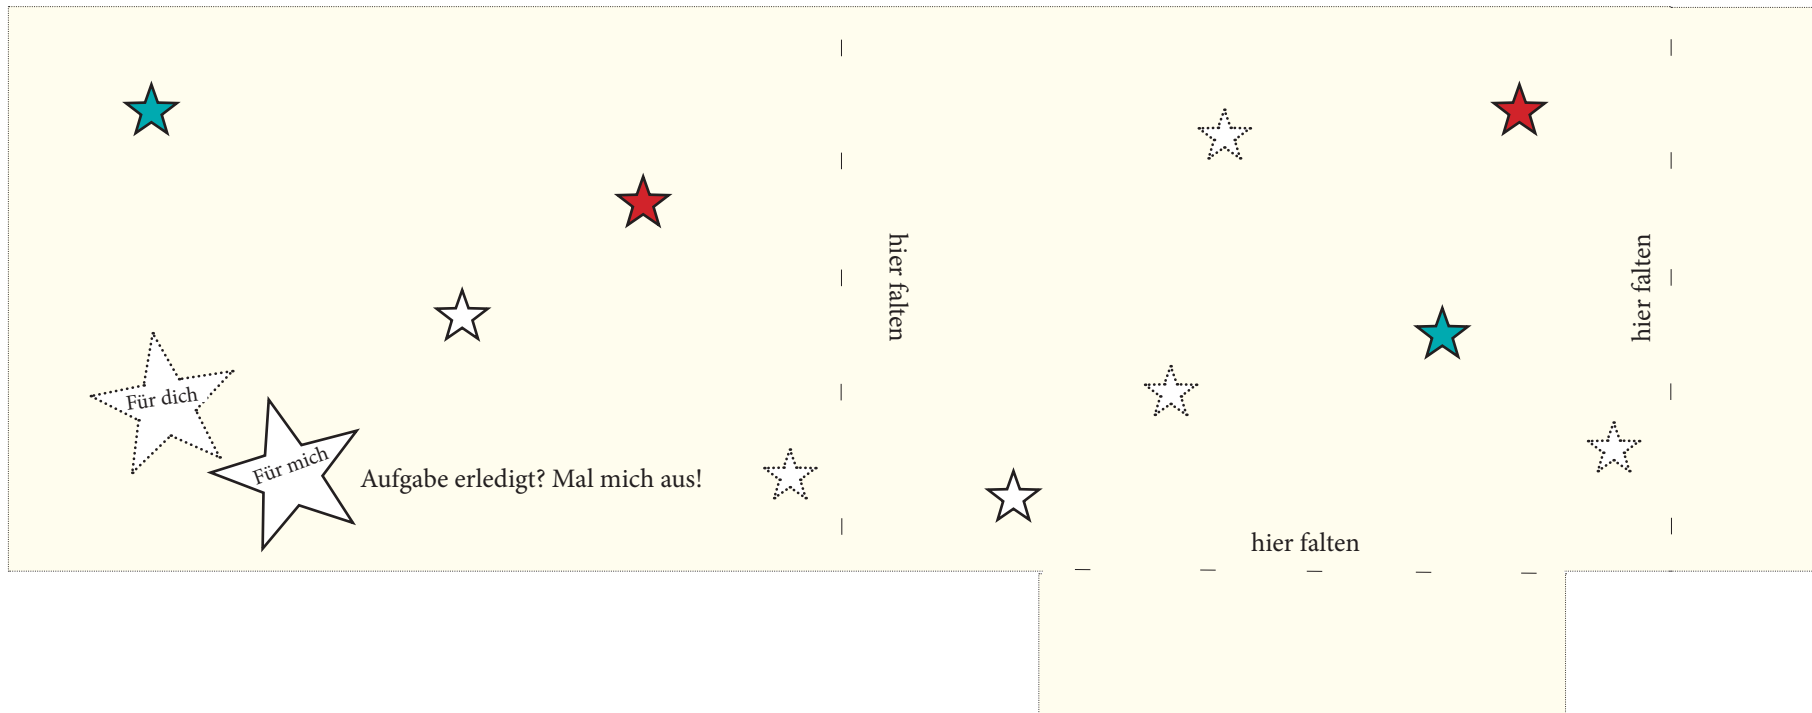 Für dich
Für mich
Aufgabe erledigt? Mal mich aus!
hier falten
hier falten
hier falten